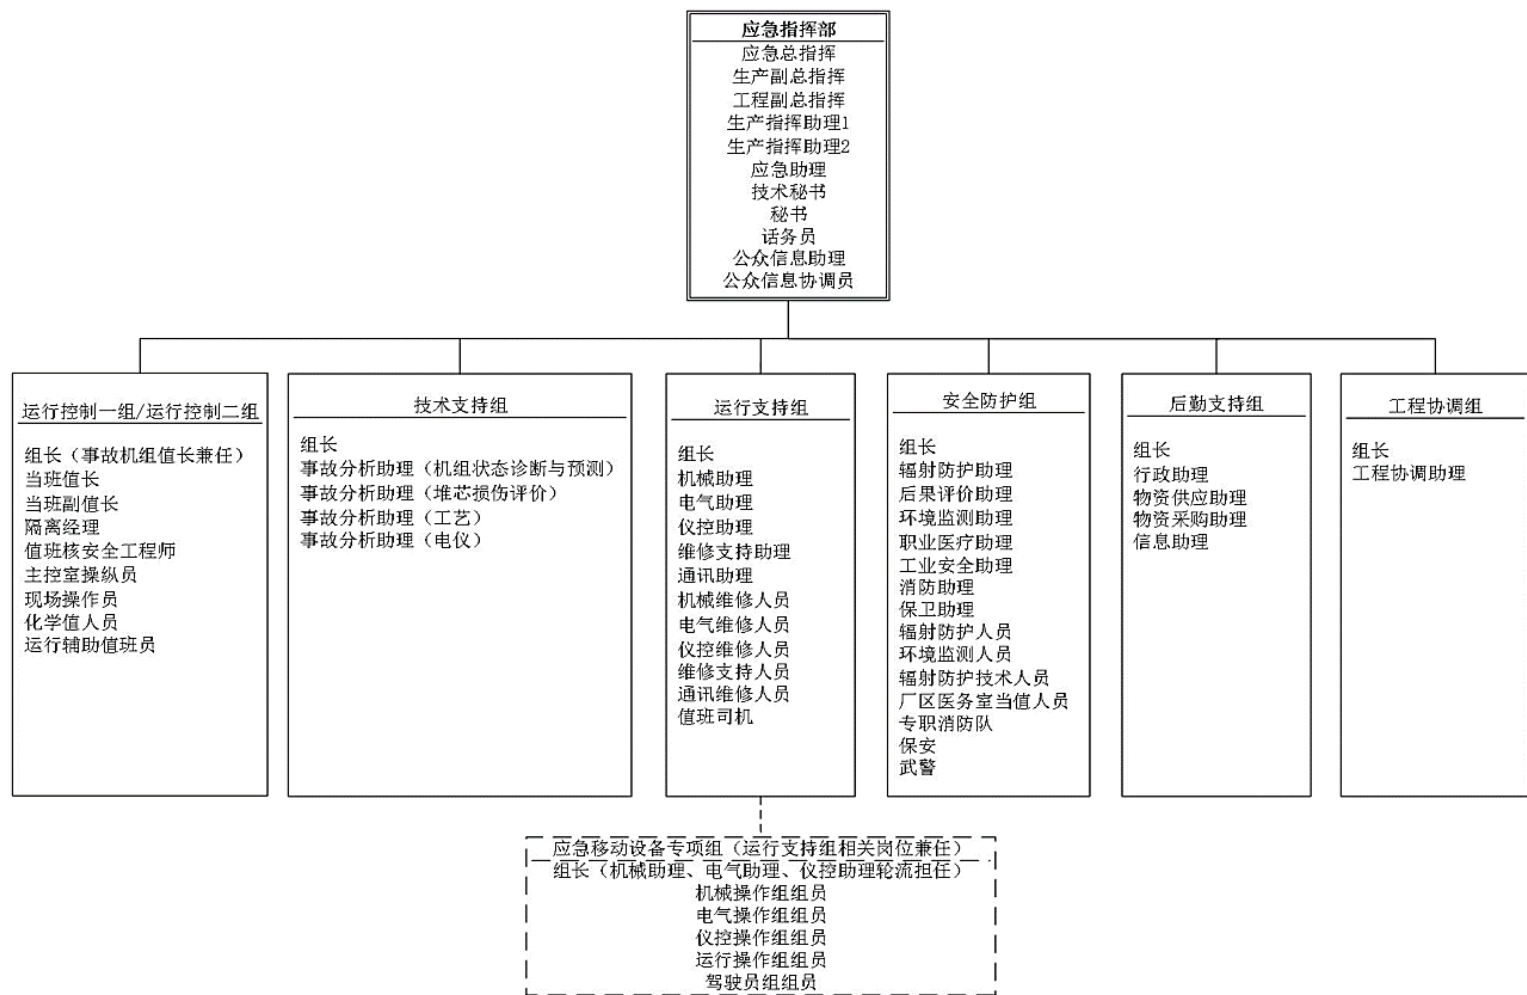 应急指挥部
应急总指挥
生产副总指挥
工程副总指挥
生产指挥助理1
生产指挥助理2
应急助理
技术秘书
秘书
话务员
公众信息助理
公众信息协调员
运行控制一组/运行控制二组
组长（事故机组值长兼任）
当班值长
当班副值长
隔离经理
值班核安全工程师
主控室操纵员
现场操作员
化学值人员
运行辅助值班员
技术支持组
组长
事故分析助理（机组状态诊断与预测）
事故分析助理（堆芯损伤评价）
事故分析助理（工艺）
事故分析助理（电仪）
运行支持组
组长
机械助理
电气助理
仪控助理
维修支持助理
通讯助理
机械维修人员
电气维修人员
仪控维修人员
维修支持人员
通讯维修人员
值班司机
安全防护组
组长
辐射防护助理
后果评价助理
环境监测助理
职业医疗助理
工业安全助理
消防助理
保卫助理
辐射防护人员
环境监测人员
辐射防护技术人员
厂区医务室当值人员
专职消防队
保安
武警
后勤支持组
组长
行政助理
物资供应助理
物资采购助理
信息助理
工程协调组
组长
工程协调助理
应急移动设备专项组（运行支持组相关岗位兼任）
组长（机械助理、电气助理、仪控助理轮流担任）
机械操作组组员
电气操作组组员
仪控操作组组员
运行操作组组员
驾驶员组组员